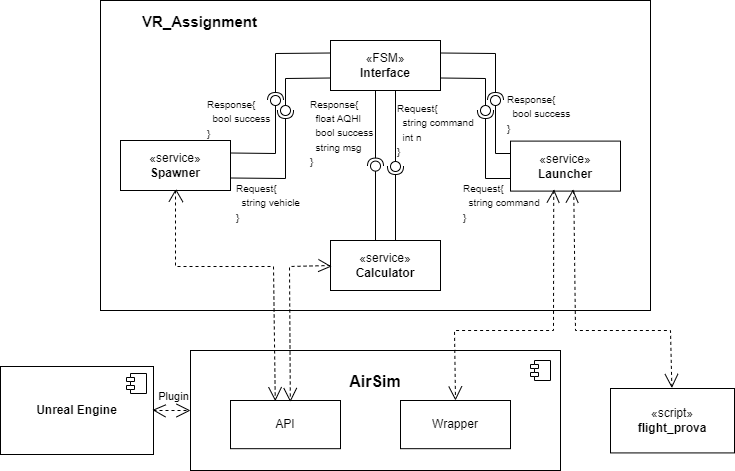 VR_Assignment
«FSM»
Interface
Response{
bool success
}
Response{
float AQHI
bool success
string msg
}
Request{
string command
int n
}
Response{
bool success
}
«service»
Spawner
Request{
string vehicle
}
«service»
Launcher
Request{
string command
}
«service»
Calculator
Unreal Engine
Plugin
AirSim
API
Wrapper
«script»
flight_prova